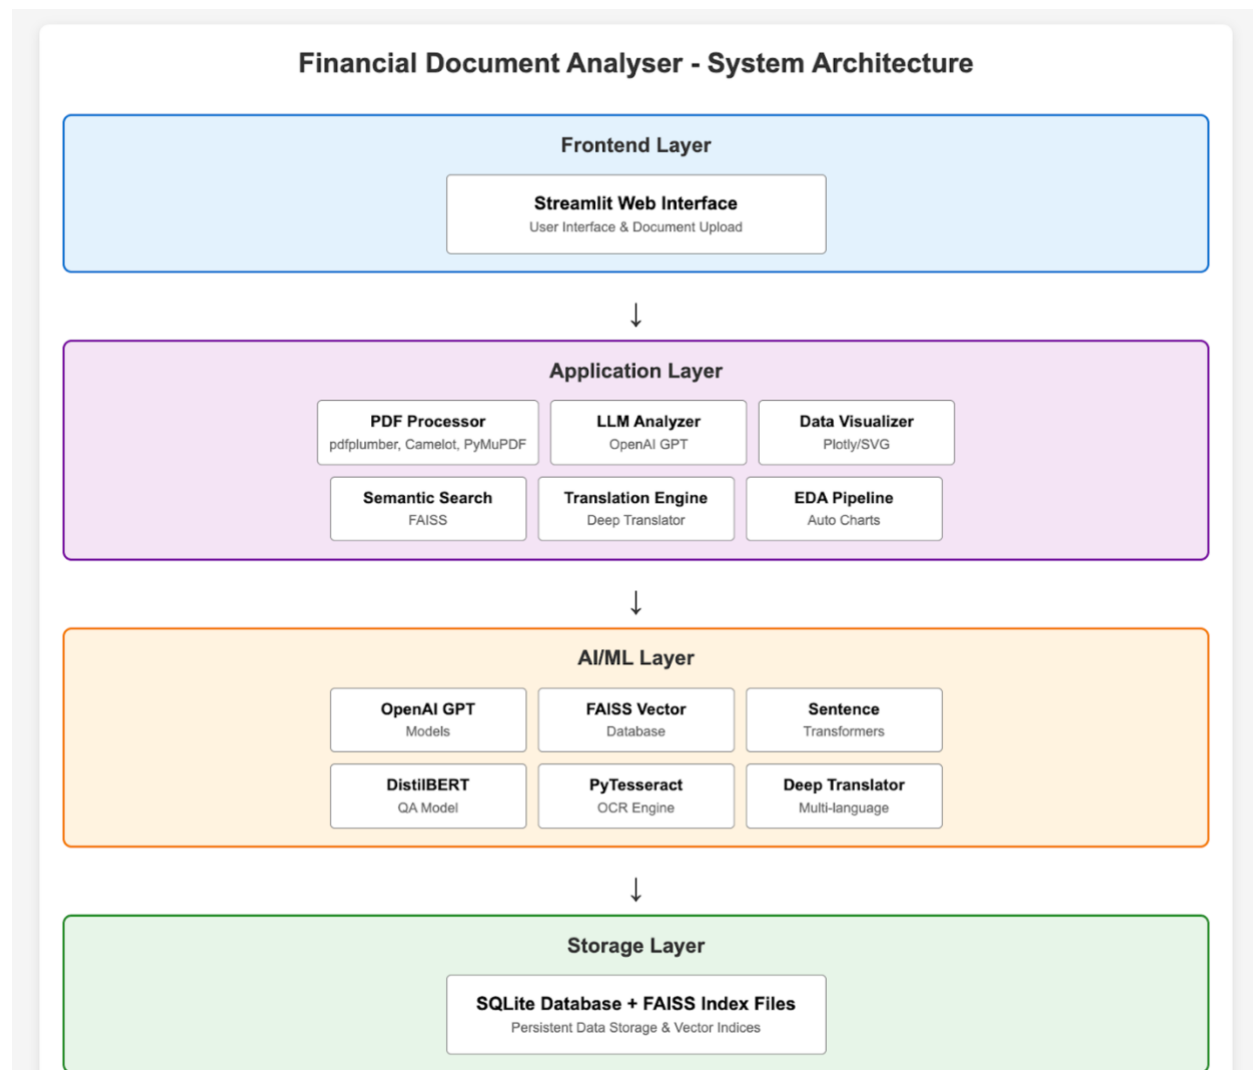 Financial Document Analyser - System Architecture
Frontend Layer
Streamlit Web Interface
User Interface & Document Upload
↓
Application Layer
PDF Processor
pdfplumber, Camelot, PyMuPDF
LLM Analyzer
OpenAI GPT
Data Visualizer
Plotly/SVG
Semantic Search
FAISS
Translation Engine
Deep Translator
EDA Pipeline
Auto Charts
↓
AI/ML Layer
OpenAI GPT
Models
FAISS Vector
Database
Sentence
Transformers
DistilBERT
QA Model
PyTesseract
OCR Engine
Deep Translator
Multi-language
↓
Storage Layer
SQLite Database + FAISS Index Files
Persistent Data Storage & Vector Indices